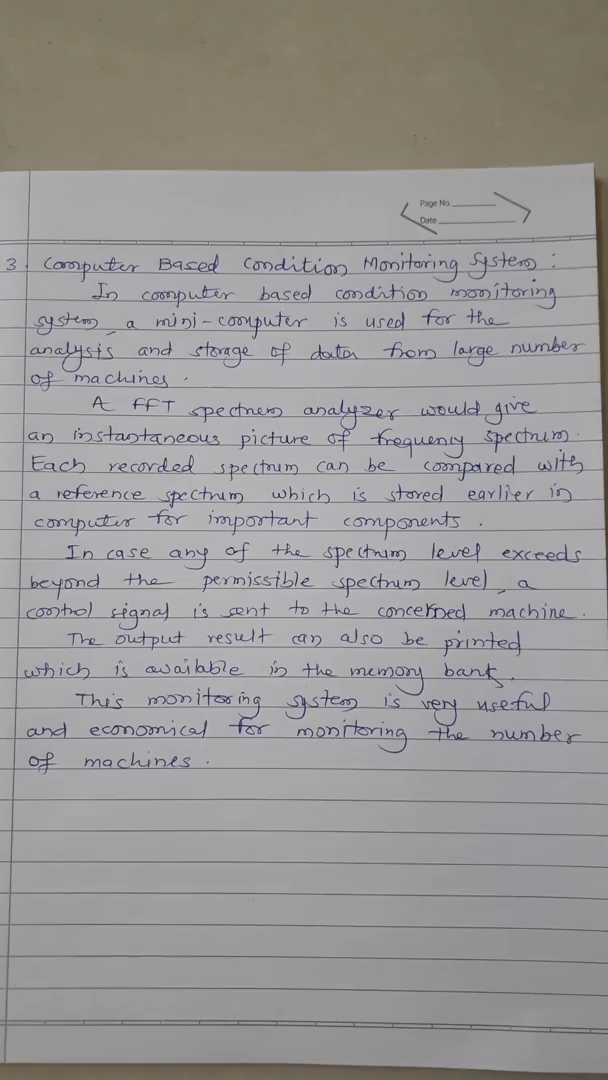 Page No.
Date
3 Computer Based Condition Monitoring System :
In computer based condition monitoring
system, a mini-computer is used for the
analysis and storage of data from large number
of machines.
A FFT spectrum analyzer would give
an instantaneous picture of frequency spectrum.
Each recorded spectrum can be compared with
a reference spectrum which is stored earlier in
computer for important components.
In case any of the spectrum level exceeds
beyond the permissible spectrum level, a
control signal is sent to the concerned machine.
The output result can also be printed
which is available in the memory bank.
This monitoring system is very useful
and economical for monitoring the number
of machines.